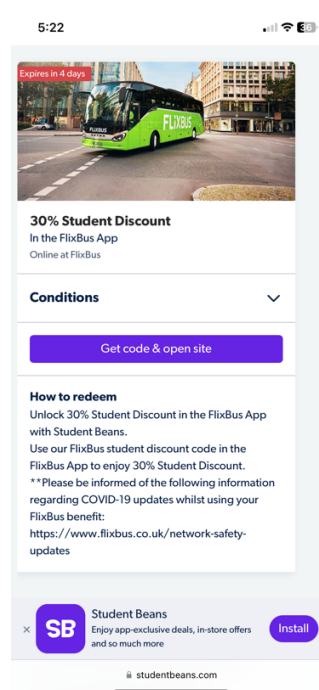 5:22
36
Expires in 4 days
FLiXBUS
FLIXBUS
30% Student Discount
In the FlixBus App
Online at FlixBus
Conditions
Get code & open site
How to redeem
Unlock 30% Student Discount in the FlixBus App
with Student Beans.
Use our FlixBus student discount code in the
FlixBus App to enjoy 30% Student Discount.
**Please be informed of the following information
regarding COVID-19 updates whilst using your
FlixBus benefit:
https://www.flixbus.co.uk/network-safety-
updates
× SB
Student Beans
Enjoy app-exclusive deals, in-store offers
and so much more
Install
studentbeans.com